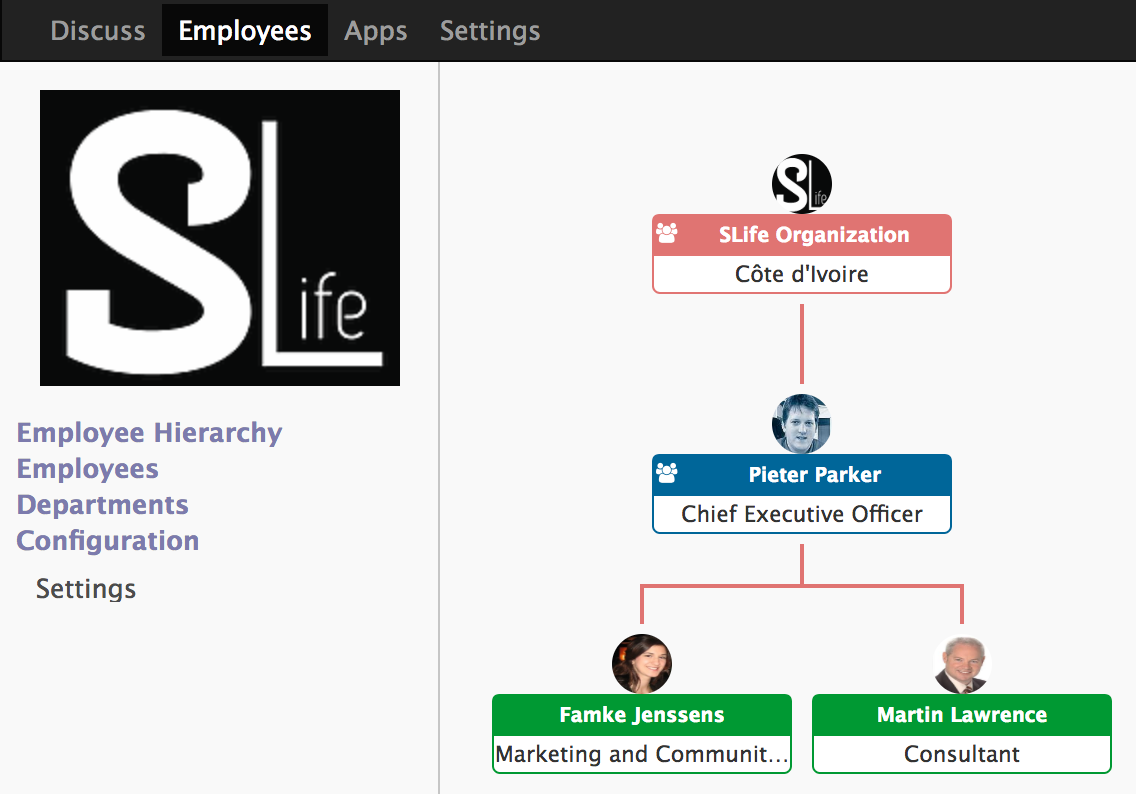 Discuss Employees Apps Settings
SLife
Employee Hierarchy
Employees
Departments
Configuration
Settings
SLife
SLife Organization
Côte d'Ivoire
Pieter Parker
Chief Executive Officer
Famke Jenssens
Marketing and Communit...
Martin Lawrence
Consultant